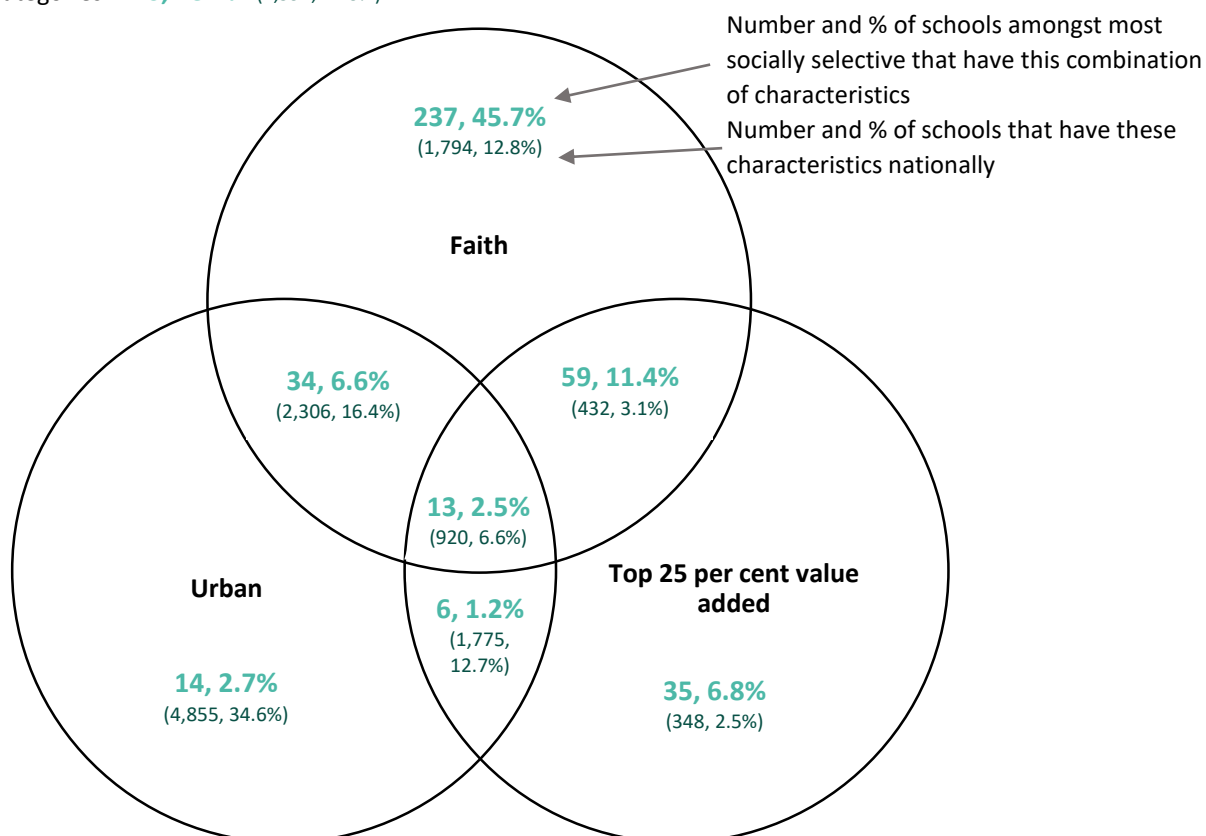 Number and % of schools amongst most
socially selective that have this combination
of characteristics
Number and % of schools that have these
characteristics nationally
237, 45.7%
(1,794, 12.8%)
Faith
34, 6.6%
(2,306, 16.4%)
59, 11.4%
(432, 3.1%)
13, 2.5%
(920, 6.6%)
Urban
Top 25 per cent value
added
6, 1.2%
(1,775,
12.7%)
14, 2.7%
(4,855, 34.6%)
35, 6.8%
(348, 2.5%)